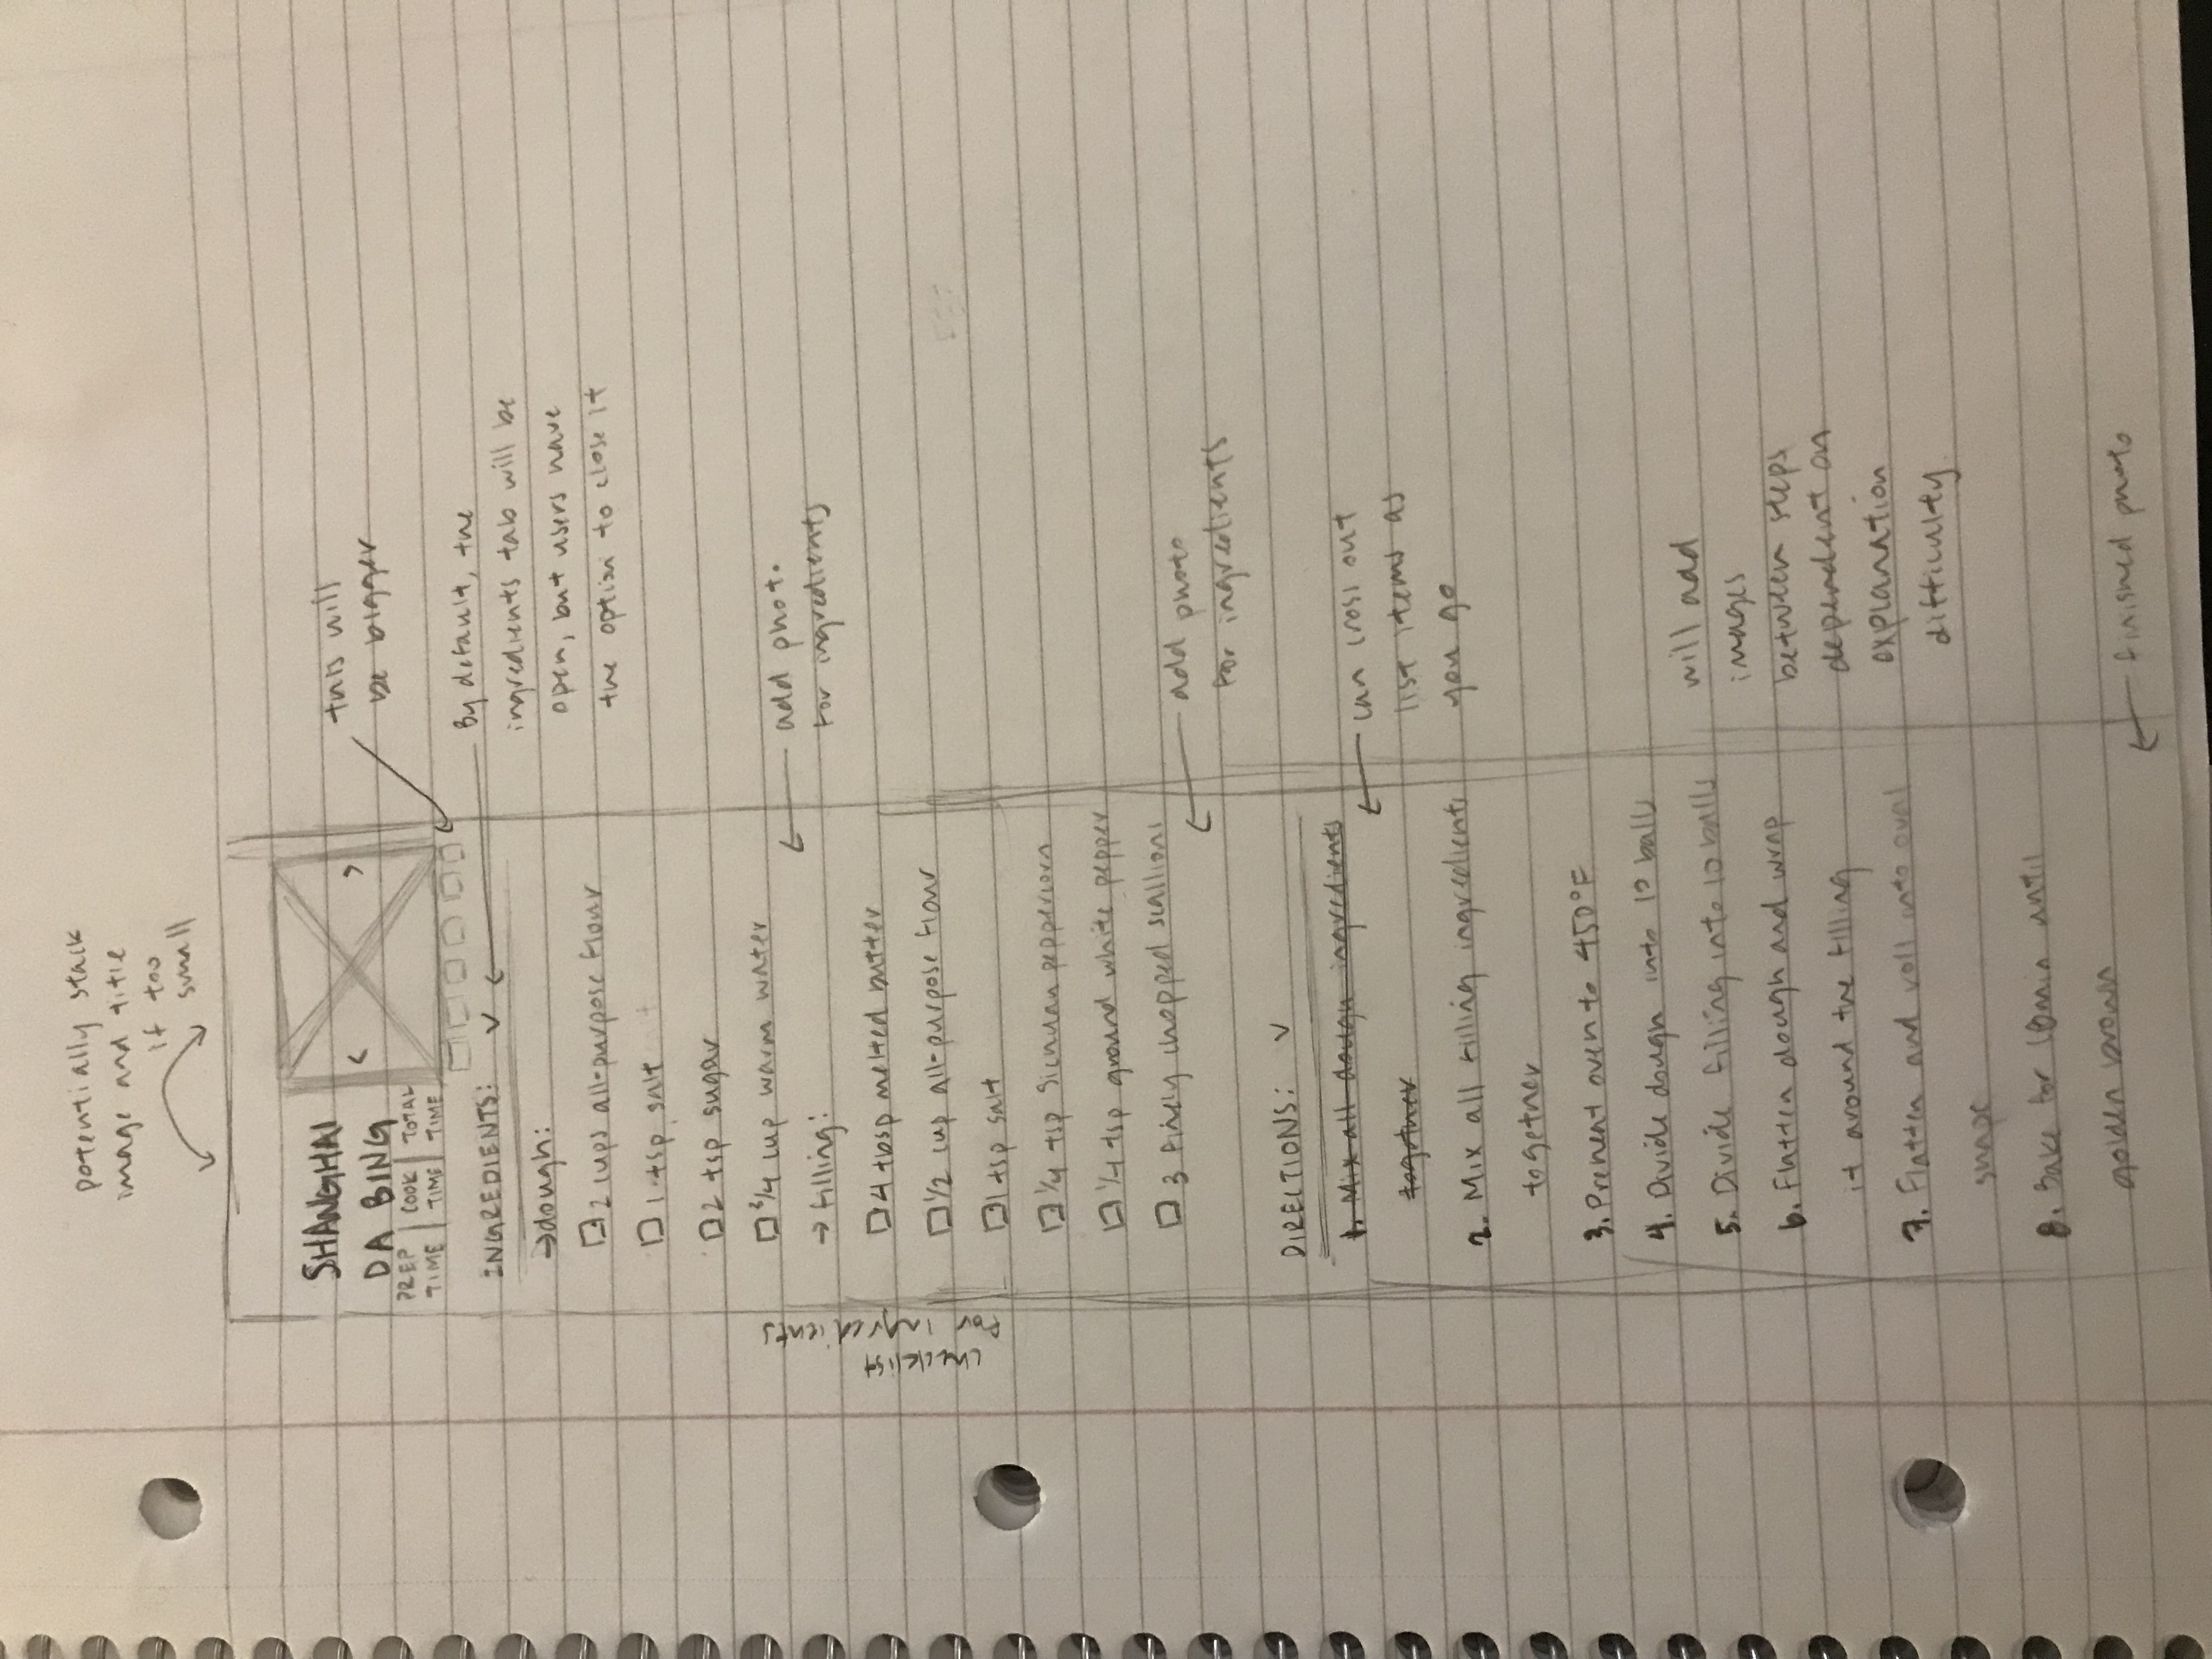 potentially stack
image and title
if too
small
SHANGHAI
DA BING
PREP TIME | COOK TIME | TOTAL TIME
< >
this will
be bigger
INGREDIENTS: v
By default, the
ingredients tab will be
open, but users have
the option to close it
→dough:
2 cups all-purpose flour
1 tsp salt
2 tsp sugar
3/4 cup warm water
add photo
for ingredients
→ filling:
checklist
for ingredients
4 tbsp melted butter
1/2 cup all-purpose flour
1 tsp salt
1/4 tsp Sichuan peppercorn
1/4 tsp ground white pepper
3 finely chopped scallions
add photo
for ingredients
DIRECTIONS: v
1. Mix all dough ingredients
together
can cross out
list items as
you go
2. Mix all filling ingredients
together
3. Preheat oven to 450°F
4. Divide dough into 10 balls
5. Divide filling into 10 balls
6. Flatten dough and wrap
it around the filling
will add
images
between steps
dependent on
explanation
difficulty
7. Flatten and roll into oval
shape
8. Bake for 18min until
golden brown
finished photo